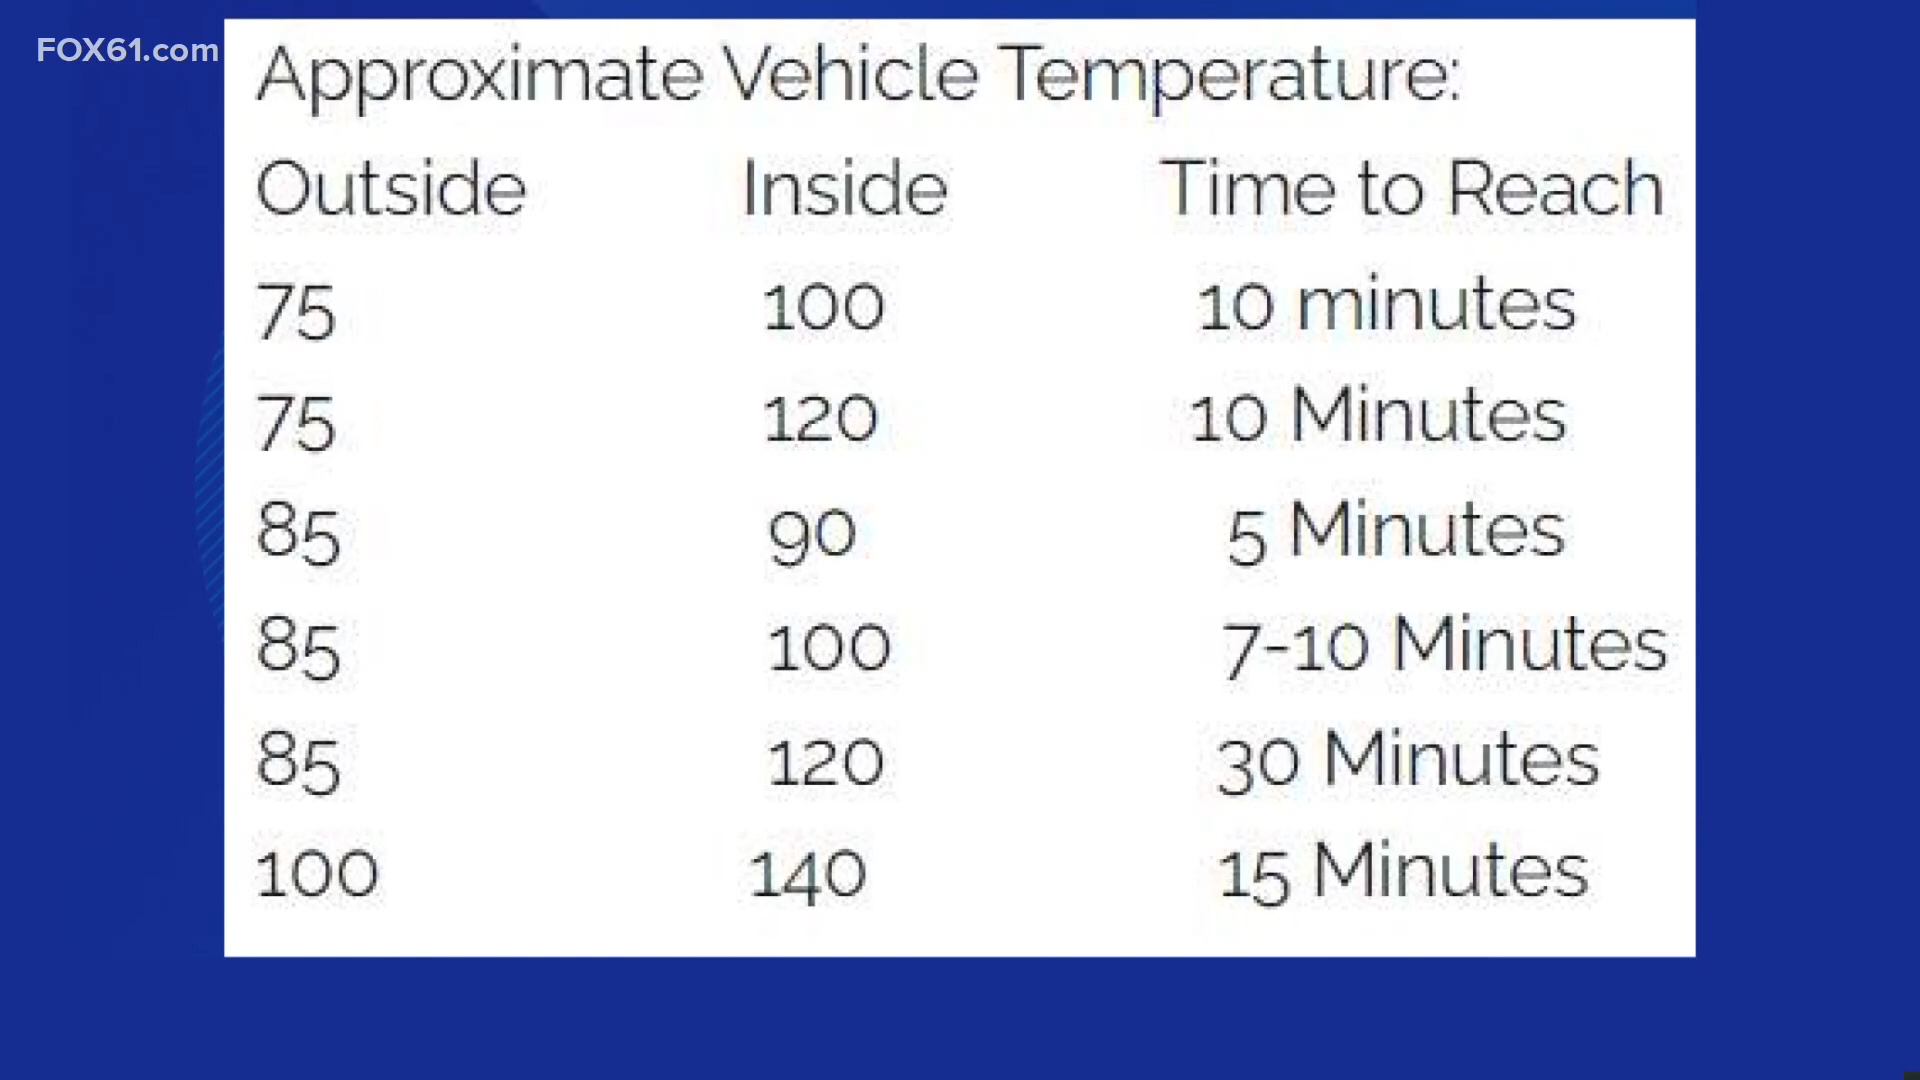 FOX61.com
Approximate Vehicle Temperature:
Outside Inside Time to Reach
75 100 10 minutes
75 120 10 Minutes
85 90 5 Minutes
85 100 7-10 Minutes
85 120 30 Minutes
100 140 15 Minutes